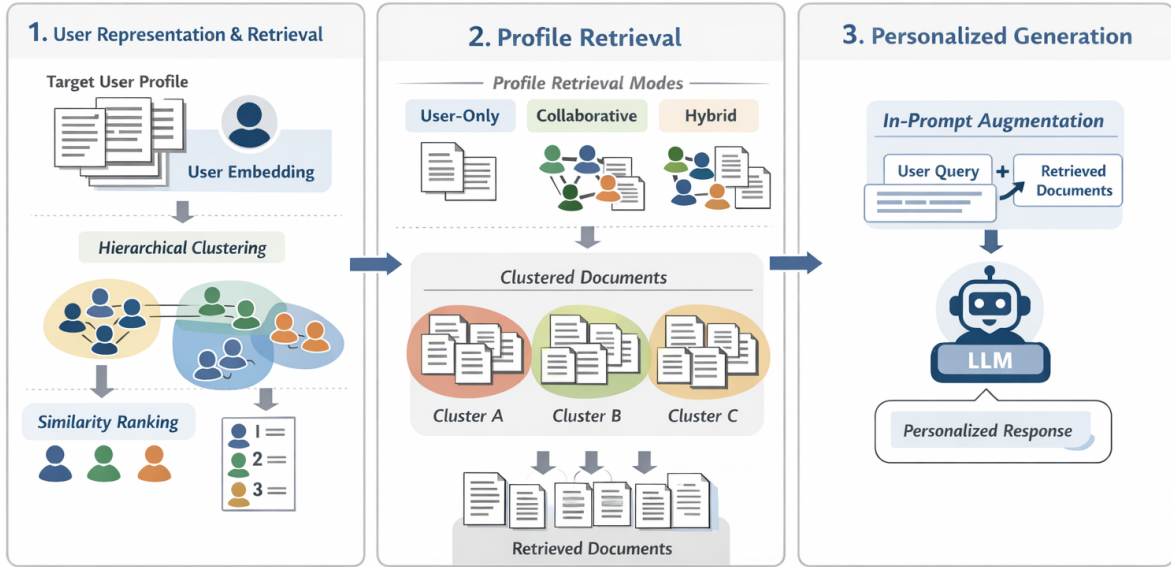 1. User Representation & Retrieval
Target User Profile
User Embedding
Hierarchical Clustering
Similarity Ranking
1
2
3
2. Profile Retrieval
Profile Retrieval Modes
User-Only
Collaborative
Hybrid
Clustered Documents
Cluster A
Cluster B
Cluster C
Retrieved Documents
3. Personalized Generation
In-Prompt Augmentation
User Query +
Retrieved
Documents
LLM
Personalized Response